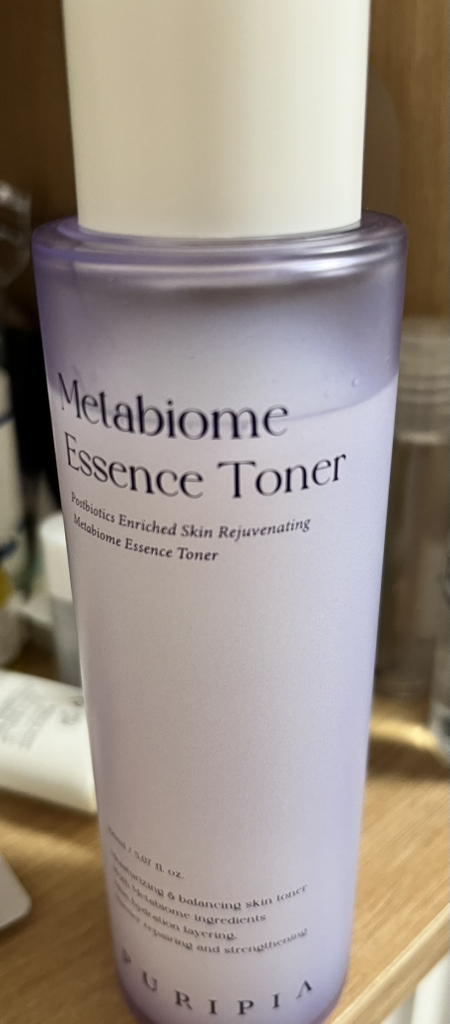 Metabiome
Essence Toner
Postbiotics Enriched Skin Rejuvenating
Metabiome Essence Toner
/ 5.07 fl. oz.
& balancing skin toner
Metabiome ingredients
hydration layering.
repairing and strengthening
PURIPIA